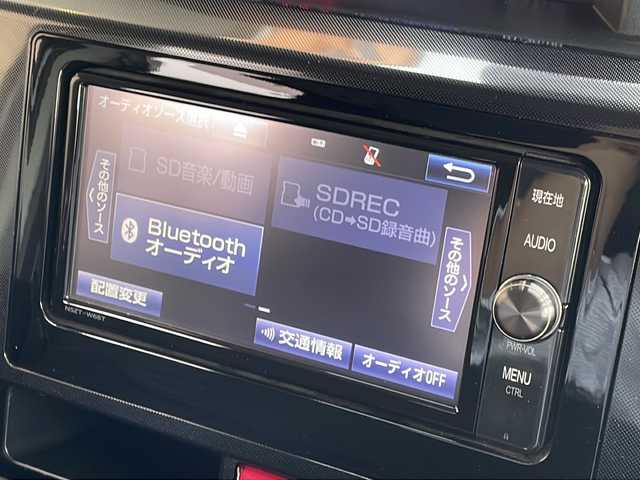 オーディオソース選択
SD音楽/動画
SDREC
(CD➡SD録音曲)
その他のソース
Bluetooth
オーディオ
その他のソース
配置変更
交通情報
オーディオOFF
NSZT-W66T
現在地
AUDIO
PWR-VOL
MENU
CTRL